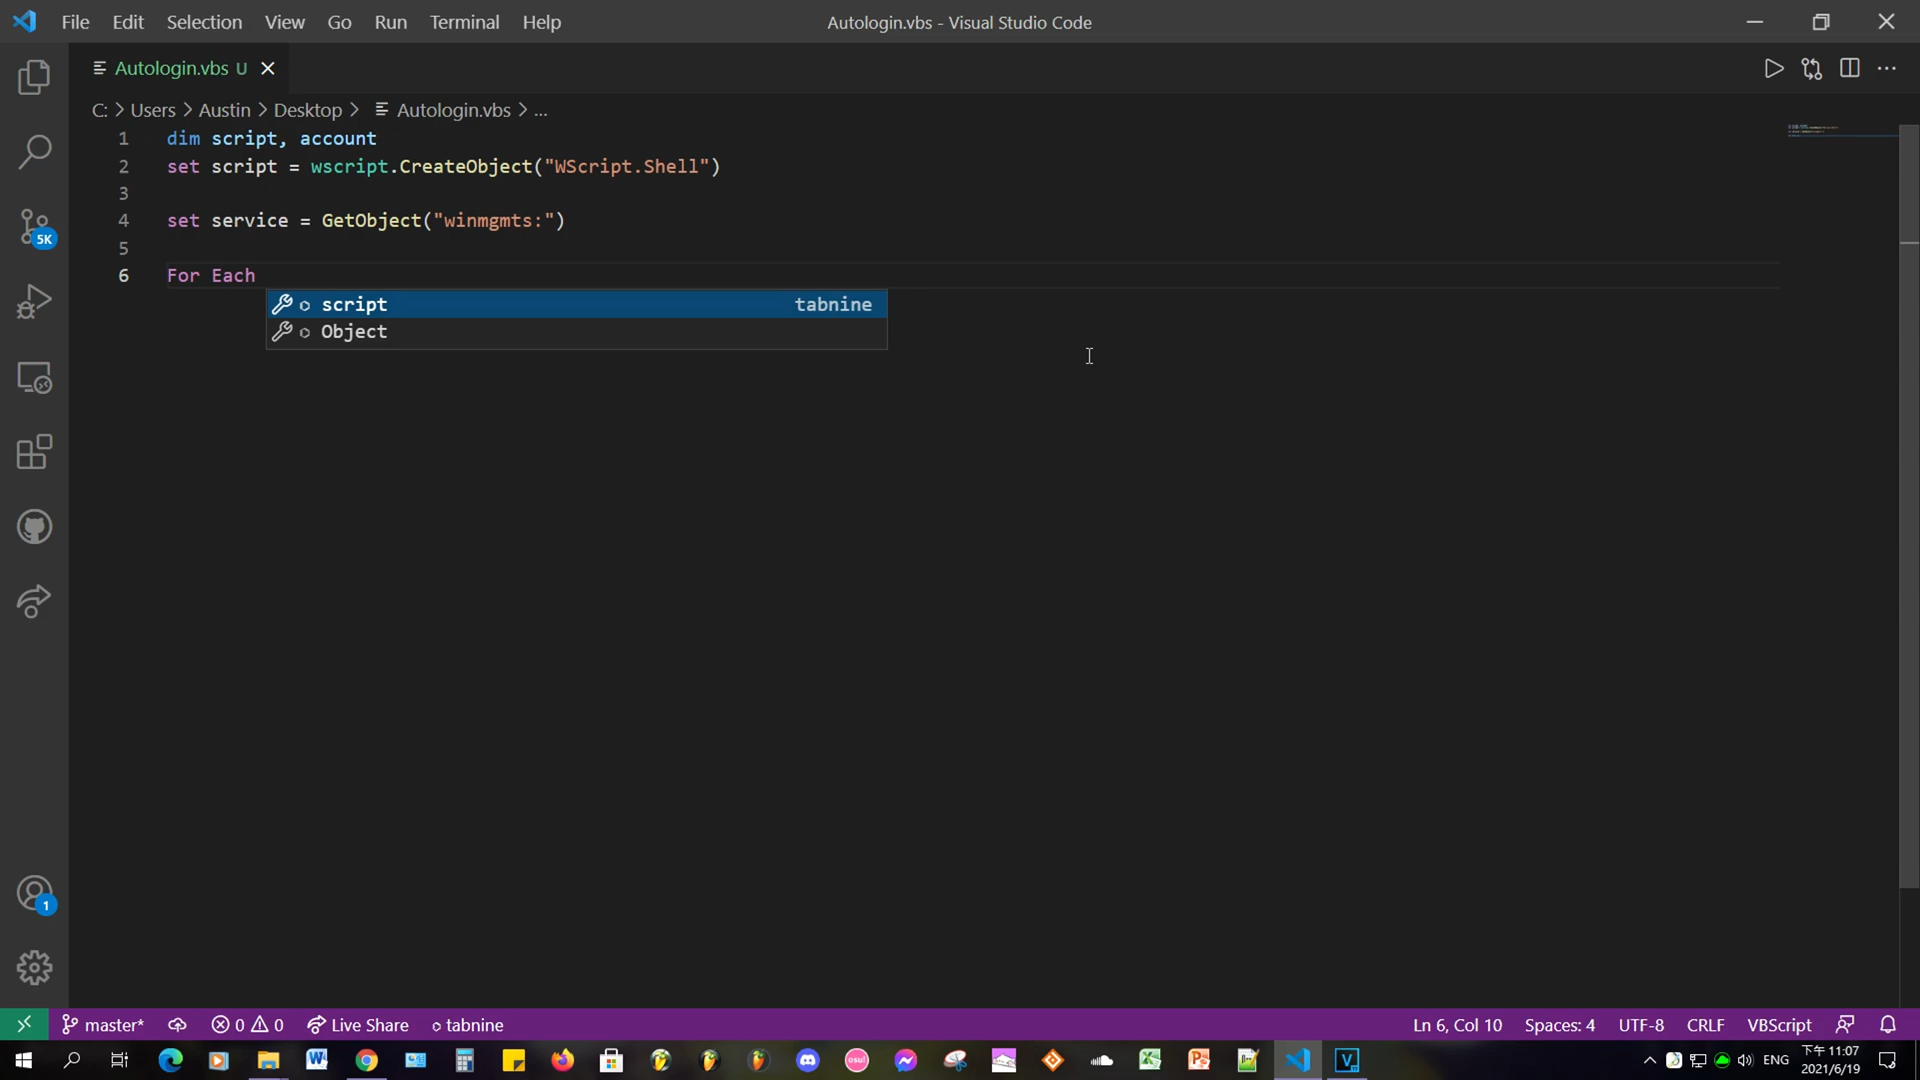 File Edit Selection View Go Run Terminal Help
Autologin.vbs - Visual Studio Code
Autologin.vbs U
C: > Users > Austin > Desktop > Autologin.vbs > ...
1 dim script, account
2 set script = wscript.CreateObject("WScript.Shell")
3
4 set service = GetObject("winmgmts:")
5
6 For Each
script tabnine
Object
5K
1
master* 0 0 Live Share tabnine
Ln 6, Col 10 Spaces: 4 UTF-8 CRLF VBScript
osu!
ENG
下午 11:07
2021/6/19